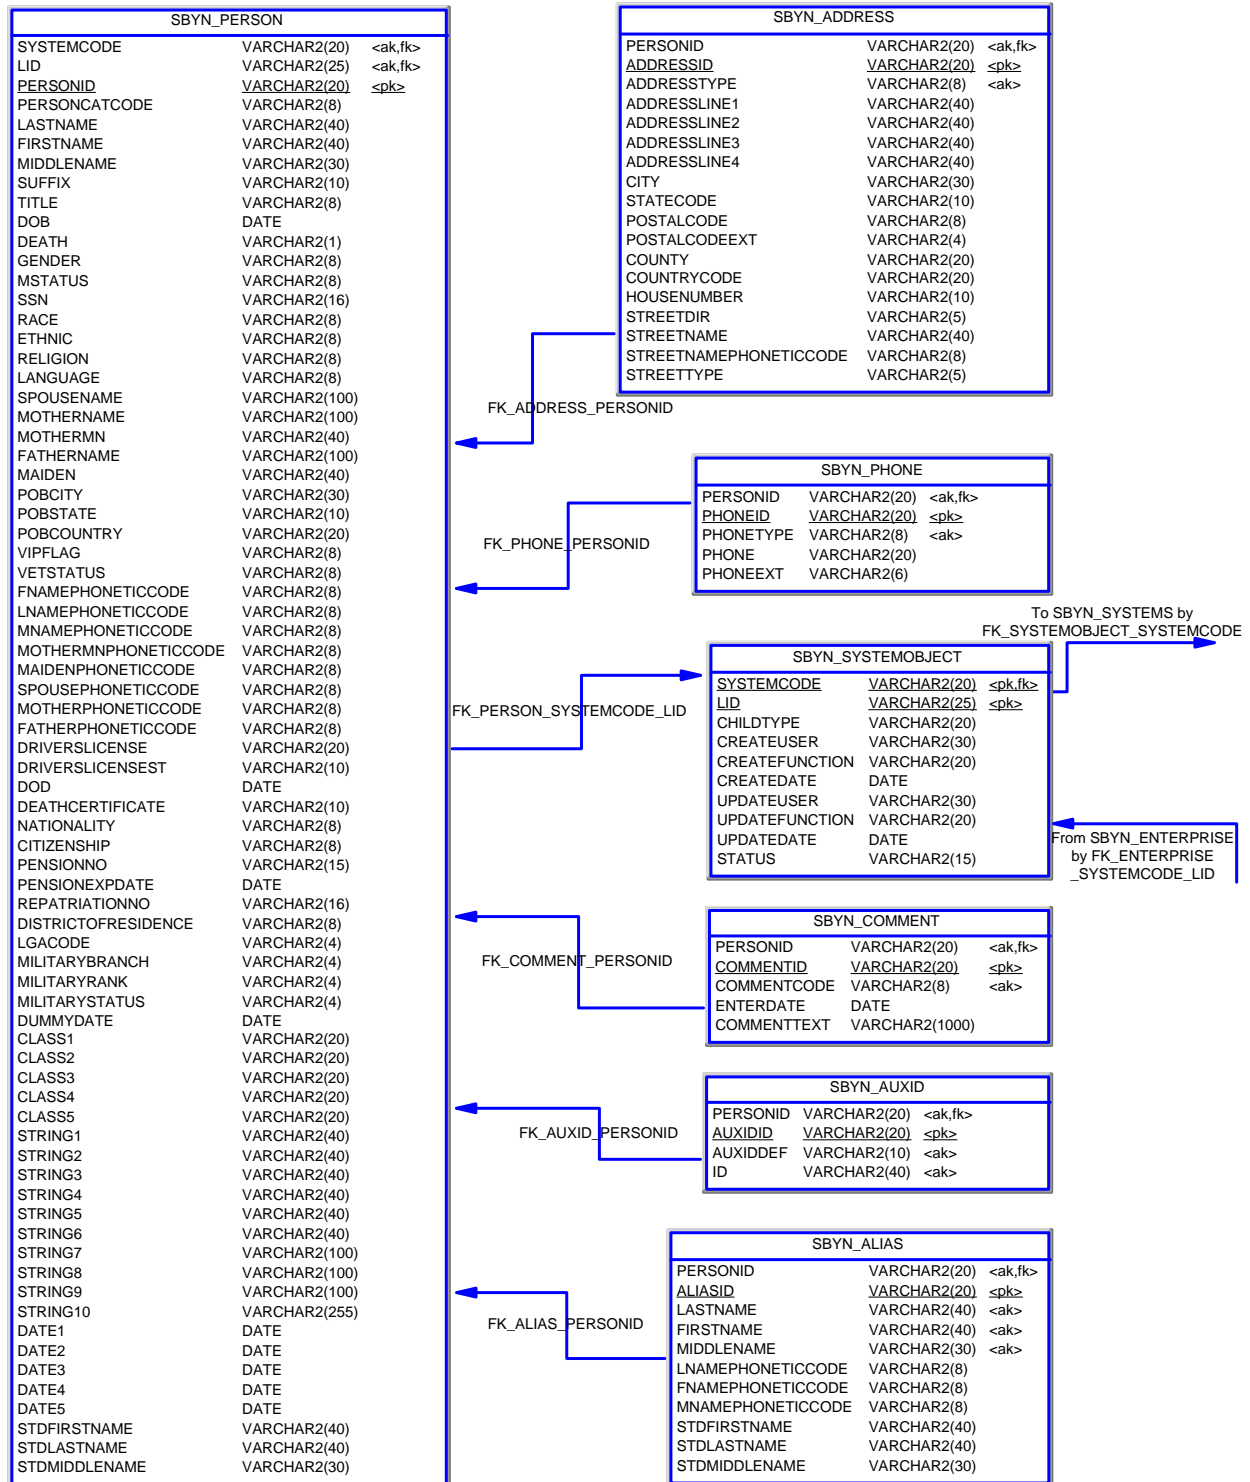 SBYN_PERSON
SYSTEMCODE VARCHAR2(20) <ak,fk>
LID VARCHAR2(25) <ak,fk>
PERSONID VARCHAR2(20) <pk>
PERSONCATCODE VARCHAR2(8)
LASTNAME VARCHAR2(40)
FIRSTNAME VARCHAR2(40)
MIDDLENAME VARCHAR2(30)
SUFFIX VARCHAR2(10)
TITLE VARCHAR2(8)
DOB DATE
DEATH VARCHAR2(1)
GENDER VARCHAR2(8)
MSTATUS VARCHAR2(8)
SSN VARCHAR2(16)
RACE VARCHAR2(8)
ETHNIC VARCHAR2(8)
RELIGION VARCHAR2(8)
LANGUAGE VARCHAR2(8)
SPOUSENAME VARCHAR2(100)
MOTHERNAME VARCHAR2(100)
MOTHERMN VARCHAR2(40)
FATHERNAME VARCHAR2(100)
MAIDEN VARCHAR2(40)
POBCITY VARCHAR2(30)
POBSTATE VARCHAR2(10)
POBCOUNTRY VARCHAR2(20)
VIPFLAG VARCHAR2(8)
VETSTATUS VARCHAR2(8)
FNAMEPHONETICCODE VARCHAR2(8)
LNAMEPHONETICCODE VARCHAR2(8)
MNAMEPHONETICCODE VARCHAR2(8)
MOTHERMNPHONETICCODE VARCHAR2(8)
MAIDENPHONETICCODE VARCHAR2(8)
SPOUSEPHONETICCODE VARCHAR2(8)
MOTHERPHONETICCODE VARCHAR2(8)
FATHERPHONETICCODE VARCHAR2(8)
DRIVERSLICENSE VARCHAR2(20)
DRIVERSLICENSEST VARCHAR2(10)
DOD DATE
DEATHCERTIFICATE VARCHAR2(10)
NATIONALITY VARCHAR2(8)
CITIZENSHIP VARCHAR2(8)
PENSIONNO VARCHAR2(15)
PENSIONEXPDATE DATE
REPATRIATIONNO VARCHAR2(16)
DISTRICTOFRESIDENCE VARCHAR2(8)
LGACODE VARCHAR2(4)
MILITARYBRANCH VARCHAR2(4)
MILITARYRANK VARCHAR2(4)
MILITARYSTATUS VARCHAR2(4)
DUMMYDATE DATE
CLASS1 VARCHAR2(20)
CLASS2 VARCHAR2(20)
CLASS3 VARCHAR2(20)
CLASS4 VARCHAR2(20)
CLASS5 VARCHAR2(20)
STRING1 VARCHAR2(40)
STRING2 VARCHAR2(40)
STRING3 VARCHAR2(40)
STRING4 VARCHAR2(40)
STRING5 VARCHAR2(40)
STRING6 VARCHAR2(40)
STRING7 VARCHAR2(100)
STRING8 VARCHAR2(100)
STRING9 VARCHAR2(100)
STRING10 VARCHAR2(255)
DATE1 DATE
DATE2 DATE
DATE3 DATE
DATE4 DATE
DATE5 DATE
STDFIRSTNAME VARCHAR2(40)
STDLASTNAME VARCHAR2(40)
STDMIDDLENAME VARCHAR2(30)
SBYN_ADDRESS
PERSONID VARCHAR2(20) <ak,fk>
ADDRESSID VARCHAR2(20) <pk>
ADDRESSTYPE VARCHAR2(8) <ak>
ADDRESSLINE1 VARCHAR2(40)
ADDRESSLINE2 VARCHAR2(40)
ADDRESSLINE3 VARCHAR2(40)
ADDRESSLINE4 VARCHAR2(40)
CITY VARCHAR2(30)
STATECODE VARCHAR2(10)
POSTALCODE VARCHAR2(8)
POSTALCODEEXT VARCHAR2(4)
COUNTY VARCHAR2(20)
COUNTRYCODE VARCHAR2(20)
HOUSENUMBER VARCHAR2(10)
STREETDIR VARCHAR2(5)
STREETNAME VARCHAR2(40)
STREETNAMEPHONETICCODE VARCHAR2(8)
STREETTYPE VARCHAR2(5)
FK_ADDRESS_PERSONID
SBYN_PHONE
PERSONID VARCHAR2(20) <ak,fk>
PHONEID VARCHAR2(20) <pk>
PHONETYPE VARCHAR2(8) <ak>
PHONE VARCHAR2(20)
PHONEEXT VARCHAR2(6)
FK_PHONE_PERSONID
To SBYN_SYSTEMS by
FK_SYSTEMOBJECT_SYSTEMCODE
SBYN_SYSTEMOBJECT
SYSTEMCODE VARCHAR2(20) <pk,fk>
LID VARCHAR2(25) <pk>
CHILDTYPE VARCHAR2(20)
CREATEUSER VARCHAR2(30)
CREATEFUNCTION VARCHAR2(20)
CREATEDATE DATE
UPDATEUSER VARCHAR2(30)
UPDATEFUNCTION VARCHAR2(20)
UPDATEDATE DATE
STATUS VARCHAR2(15)
FK_PERSON_SYSTEMCODE_LID
From SBYN_ENTERPRISE
by FK_ENTERPRISE
_SYSTEMCODE_LID
SBYN_COMMENT
PERSONID VARCHAR2(20) <ak,fk>
COMMENTID VARCHAR2(20) <pk>
COMMENTCODE VARCHAR2(8) <ak>
ENTERDATE DATE
COMMENTTEXT VARCHAR2(1000)
FK_COMMENT_PERSONID
SBYN_AUXID
PERSONID VARCHAR2(20) <ak,fk>
AUXIDID VARCHAR2(20) <pk>
AUXIDDEF VARCHAR2(10) <ak>
ID VARCHAR2(40) <ak>
FK_AUXID_PERSONID
SBYN_ALIAS
PERSONID VARCHAR2(20) <ak,fk>
ALIASID VARCHAR2(20) <pk>
LASTNAME VARCHAR2(40) <ak>
FIRSTNAME VARCHAR2(40) <ak>
MIDDLENAME VARCHAR2(30) <ak>
LNAMEPHONETICCODE VARCHAR2(8)
FNAMEPHONETICCODE VARCHAR2(8)
MNAMEPHONETICCODE VARCHAR2(8)
STDFIRSTNAME VARCHAR2(40)
STDLASTNAME VARCHAR2(40)
STDMIDDLENAME VARCHAR2(30)
FK_ALIAS_PERSONID